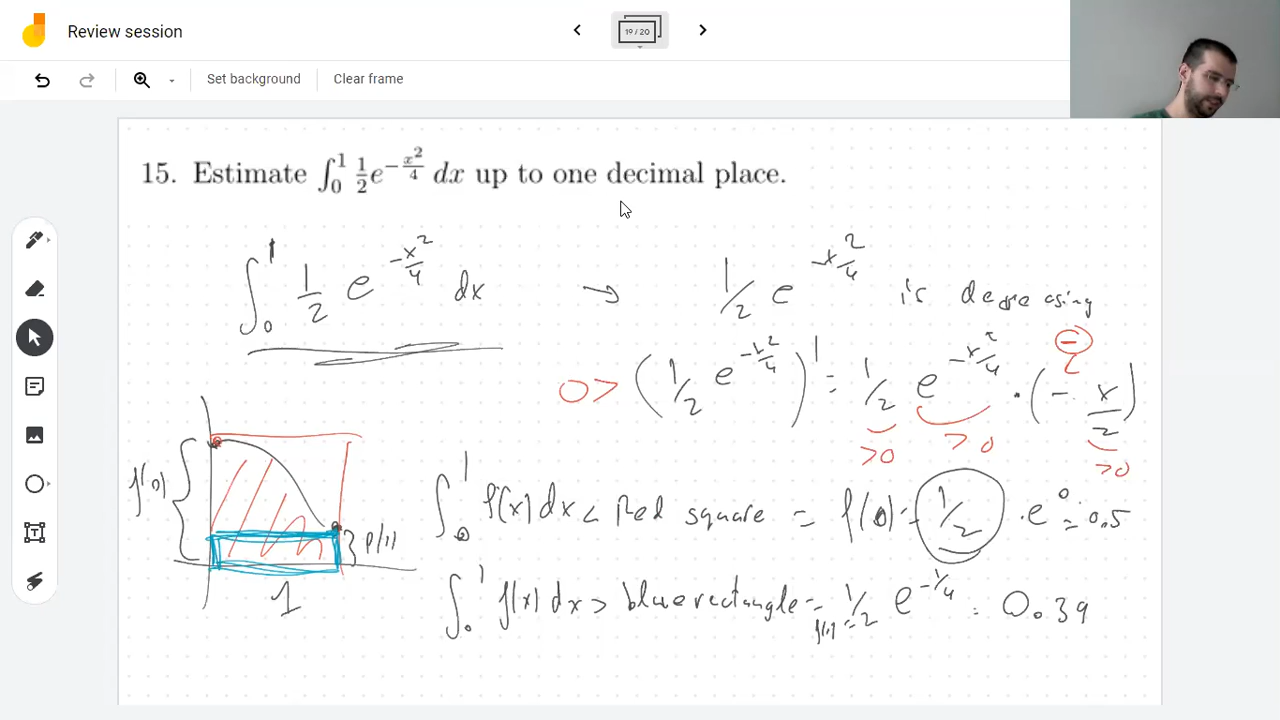 Review session
19 / 20
Set background
Clear frame
15. Estimate ∫₀¹ ½e^{-x²/4} dx up to one decimal place.
∫₀¹ 1/2 e^{-x²/4} dx → 1/2 e^{-x²/4} is decreasing
0 > (1/2 e^{-x²/4})' = 1/2 e^{-x²/4} · (- x/2)
>0 >0 >0
f(0)
f(1)
1
∫₀¹ f(x) dx < Red square = f(0) = 1/2 · e⁰ = 0.5
∫₀¹ f(x) dx > blue rectangle = f(1) = 1/2 e^{-1/4} = 0.39